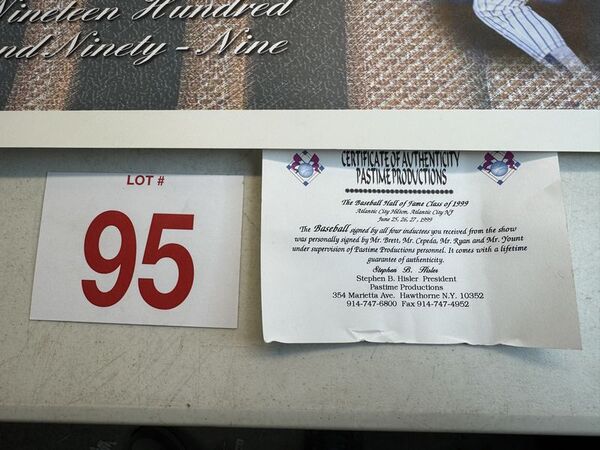 Nineteen Hundred
and Ninety-Nine
LOT #
95
CERTIFICATE OF AUTHENTICITY
PASTIME PRODUCTIONS
The Baseball Hall of Fame Class of 1999
Atlantic City Hilton, Atlantic City NJ
June 25, 26, 27, 1999
The Baseball signed by all four inductees you received from the show
was personally signed by Mr. Brett, Mr. Cepeda, Mr. Ryan and Mr. Yount
under supervision of Pastime Productions personnel. It comes with a lifetime
guarantee of authenticity.
Stephen B. Hisler
Stephen B. Hisler President
Pastime Productions
354 Marietta Ave. Hawthorne N.Y. 10352
914-747-6800 Fax 914-747-4952